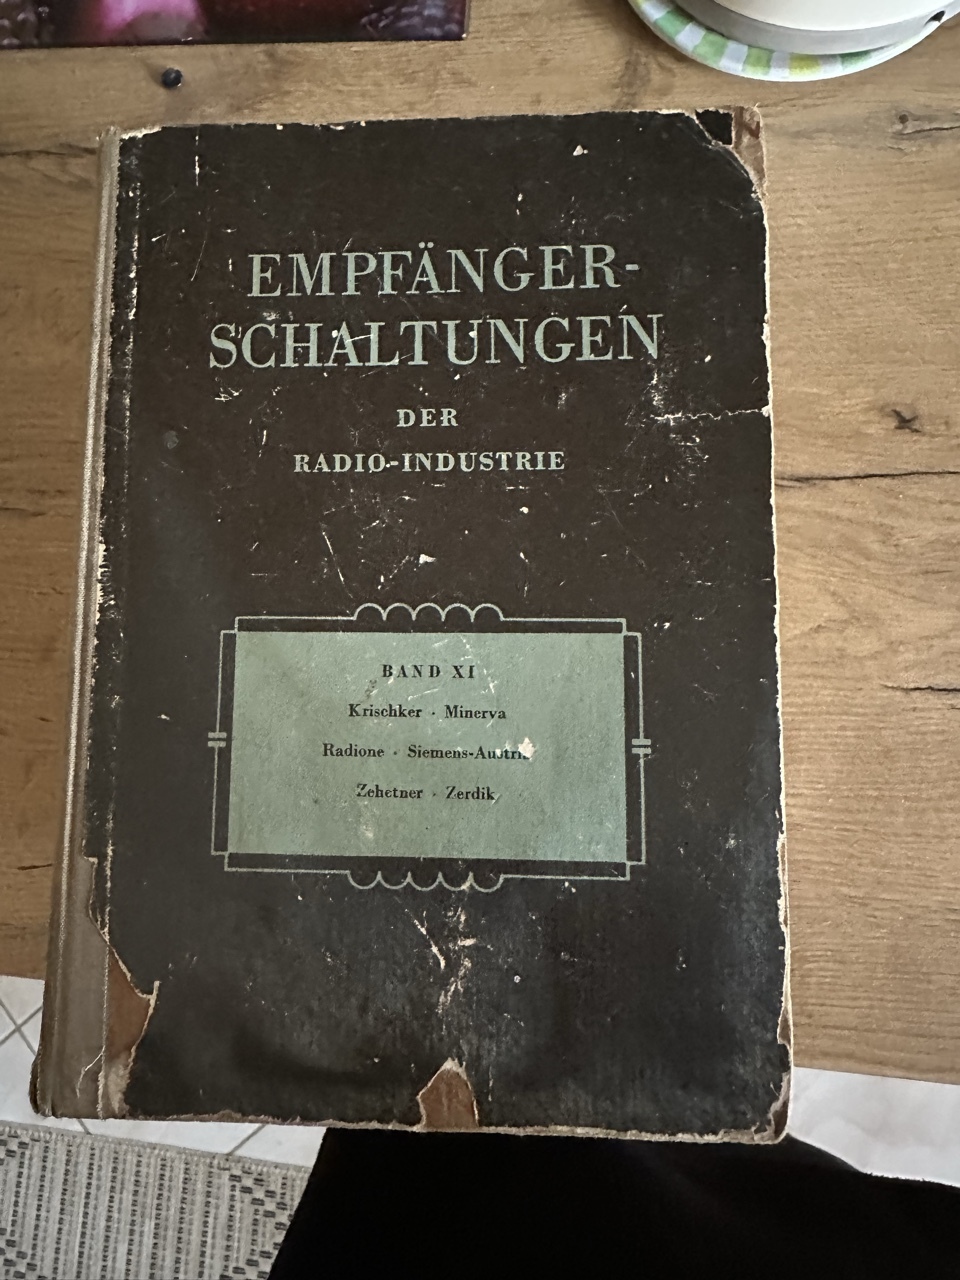 EMPFÄNGER-
SCHALTUNGEN
DER
RADIO-INDUSTRIE
BAND XI
Krischker · Minerva
Radione · Siemens-Austria
Zehetner · Zerdik